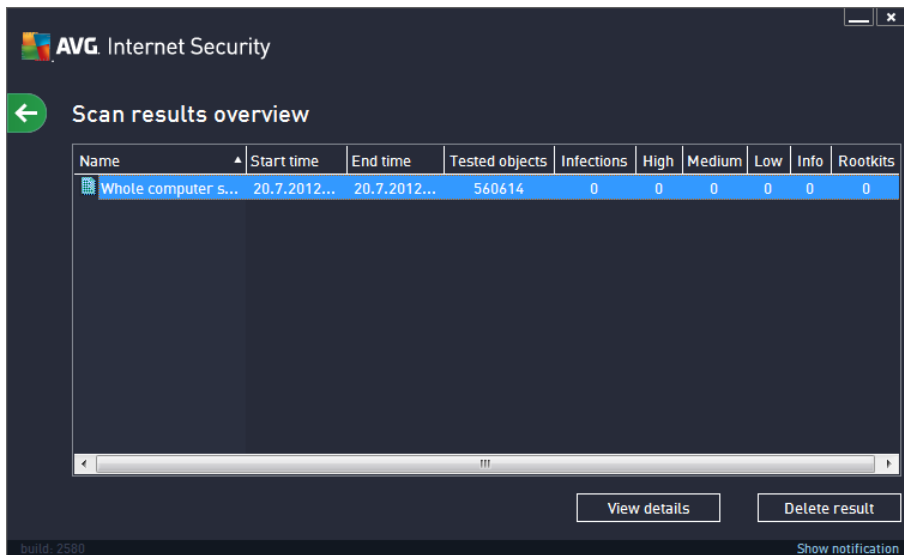 AVG. Internet Security
Scan results overview
Name Start time End time Tested objects Infections High Medium Low Info Rootkits
Whole computer s... 20.7.2012... 20.7.2012... 560614 0 0 0 0 0 0
View details Delete result
build: 2580 Show notification